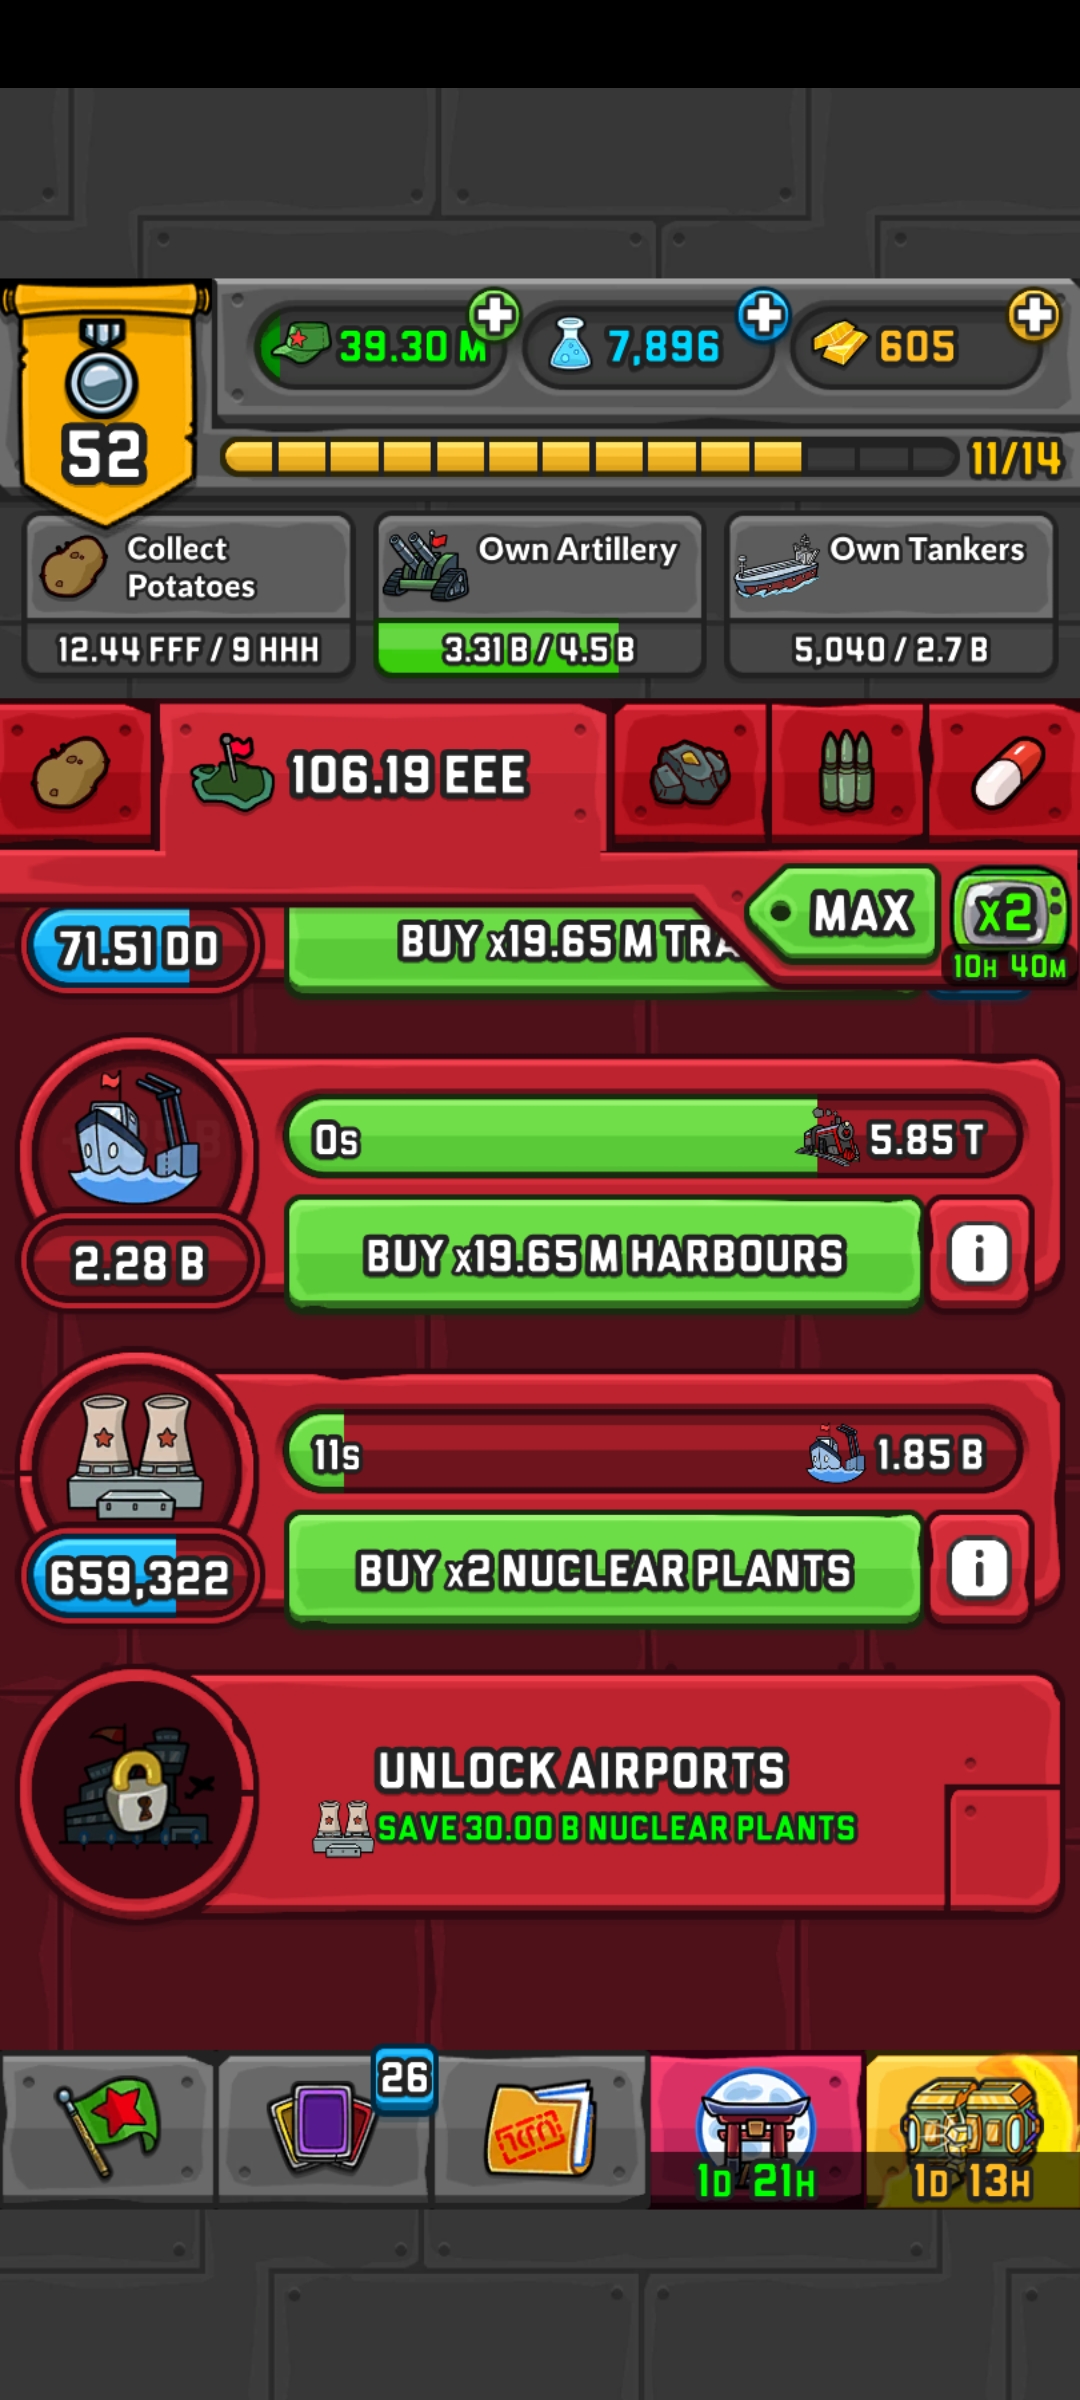 39.30 M
7,896
605
52
11/14
Collect
Potatoes
12.44 FFF / 9 HHH
Own Artillery
3.31 B / 4.5 B
Own Tankers
5,040 / 2.7 B
106.19 EEE
MAX
x2
10H 40M
71.51 DD
BUY x19.65 M TRA
0s
5.85 T
2.28 B
BUY x19.65 M HARBOURS
i
11s
1.85 B
659,322
BUY x2 NUCLEAR PLANTS
i
UNLOCK AIRPORTS
SAVE 30.00 B NUCLEAR PLANTS
26
1D 21H
1D 13H